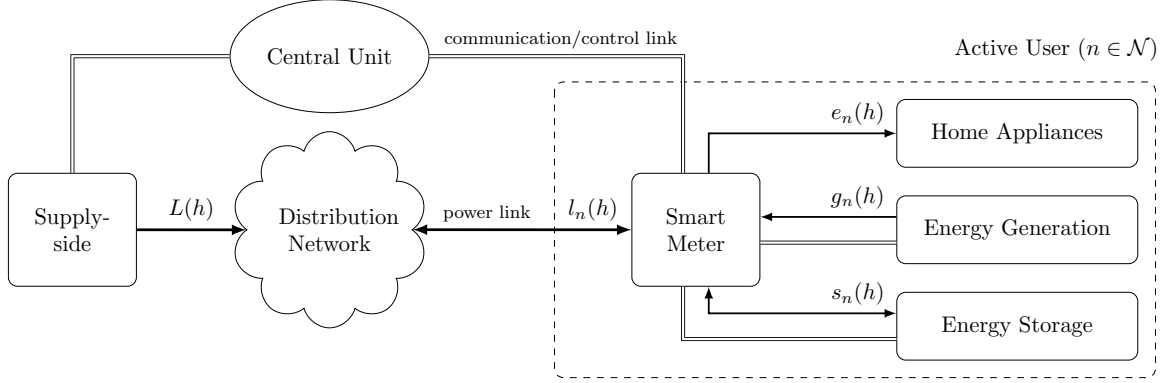 Central Unit
communication/control link
Active User (n ∈ 𝒩)
Supply-
side
L(h)
Distribution
Network
power link
l_n(h)
Smart
Meter
e_n(h)
Home Appliances
g_n(h)
Energy Generation
s_n(h)
Energy Storage